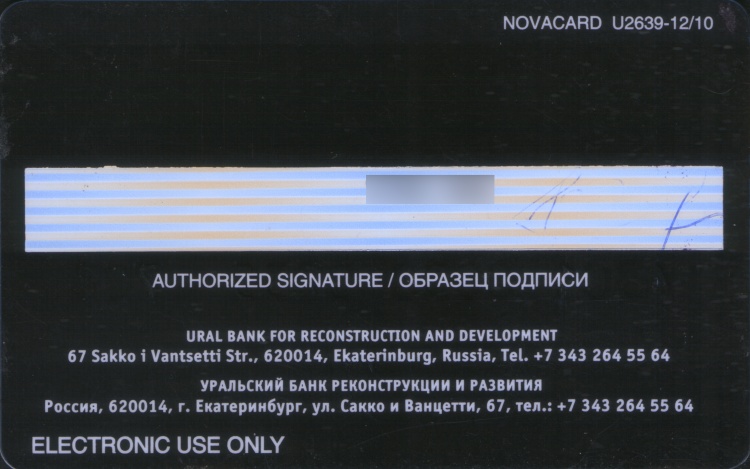 NOVACARD U2639-12/10
AUTHORIZED SIGNATURE / ОБРАЗЕЦ ПОДПИСИ
URAL BANK FOR RECONSTRUCTION AND DEVELOPMENT
67 Sakko i Vantsetti Str., 620014, Ekaterinburg, Russia, Tel. +7 343 264 55 64
УРАЛЬСКИЙ БАНК РЕКОНСТРУКЦИИ И РАЗВИТИЯ
Россия, 620014, г. Екатеринбург, ул. Сакко и Ванцетти, 67, тел.: +7 343 264 55 64
ELECTRONIC USE ONLY